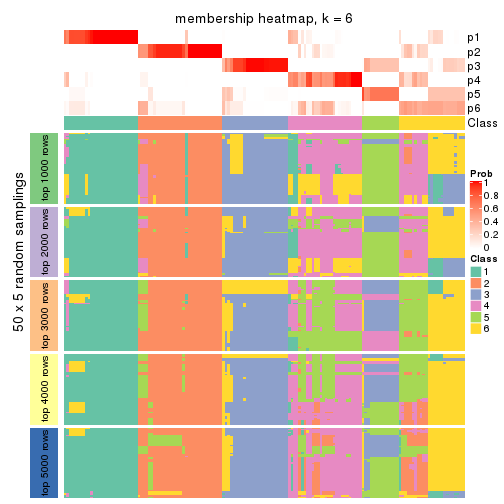 membership heatmap, k = 6
p1
p2
p3
p4
p5
p6
Class
50 x 5 random samplings
top 1000 rows
top 2000 rows
top 3000 rows
top 4000 rows
top 5000 rows
Prob
1
0.8
0.6
0.4
0.2
0
Class
1
2
3
4
5
6